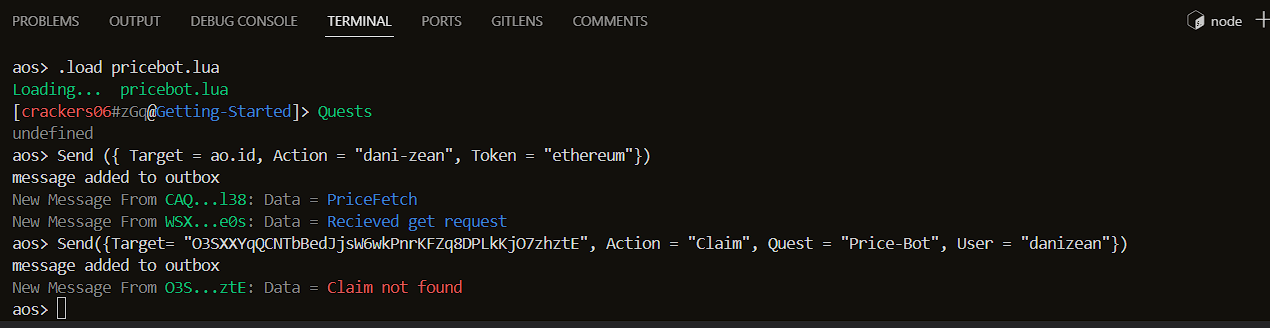 PROBLEMS OUTPUT DEBUG CONSOLE TERMINAL PORTS GITLENS COMMENTS node
aos> .load pricebot.lua
Loading... pricebot.lua
[crackers06#zGq@Getting-Started]> Quests
undefined
aos> Send ({ Target = ao.id, Action = "dani-zean", Token = "ethereum"})
message added to outbox
New Message From CAQ...l38: Data = PriceFetch
New Message From WSX...e0s: Data = Recieved get request
aos> Send({Target= "O3SXXYqQCNTbBedJjsW6wkPnrKFZq8DPLkKjO7zhztE", Action = "Claim", Quest = "Price-Bot", User = "danizean"})
message added to outbox
New Message From O3S...ztE: Data = Claim not found
aos>